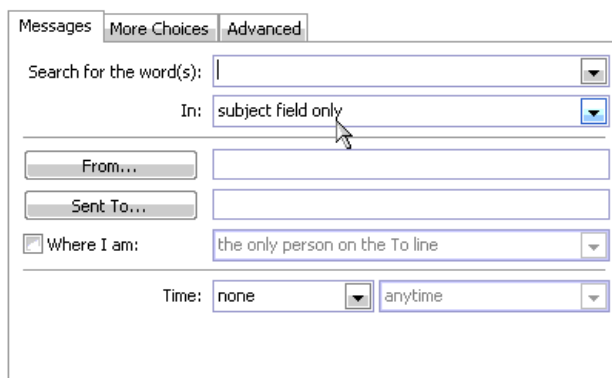 Messages More Choices Advanced
Search for the word(s):
In: subject field only
From...
Sent To...
Where I am: the only person on the To line
Time: none anytime